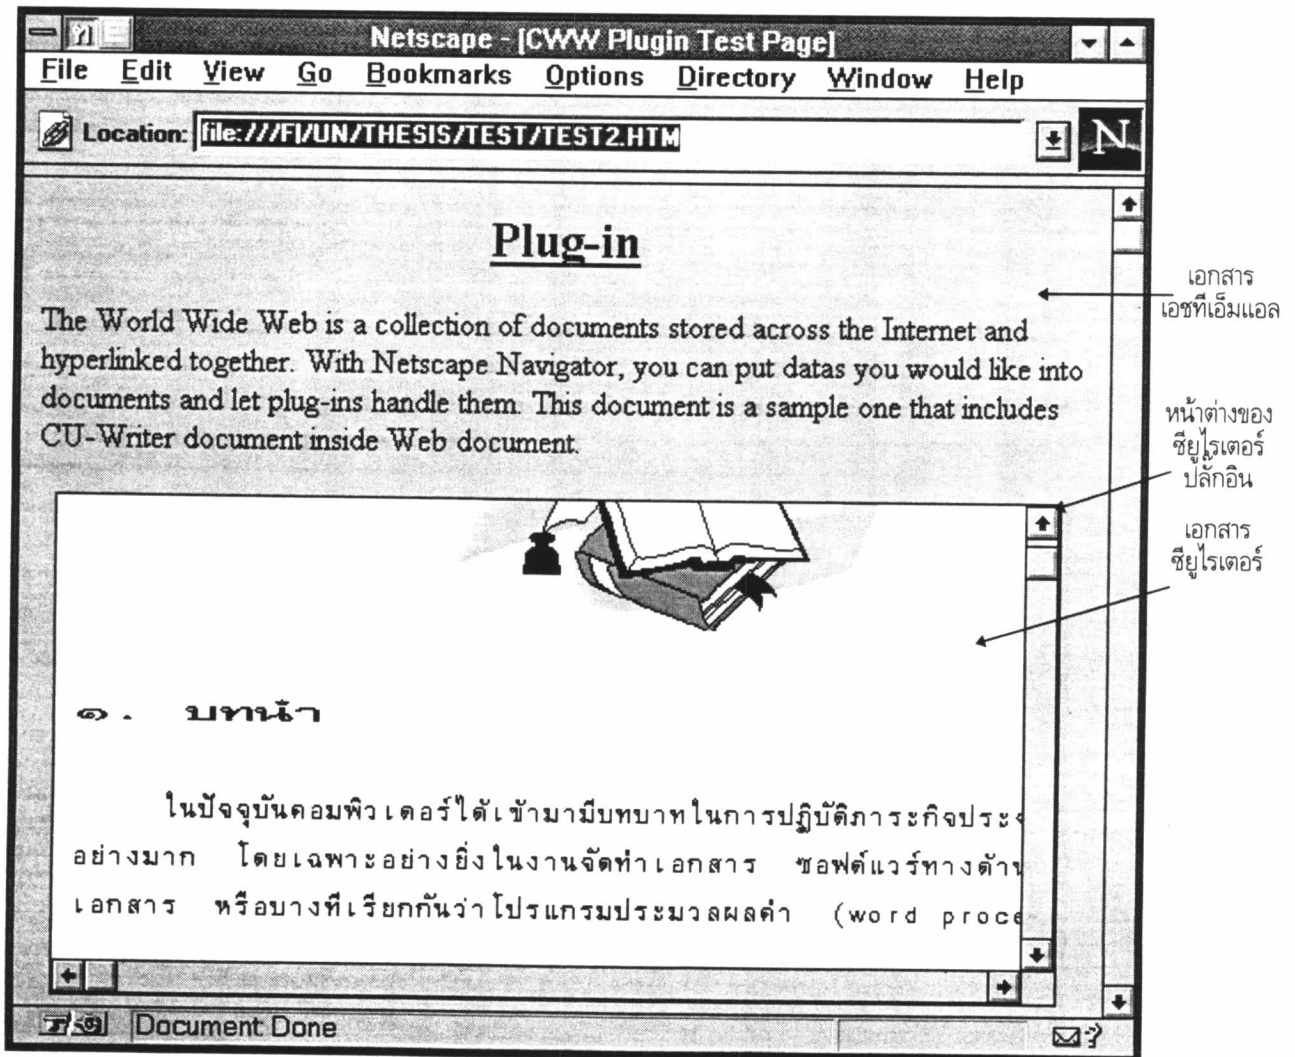 Netscape - [CWW Plugin Test Page]
File Edit View Go Bookmarks Options Directory Window Help
Location: file:///F|/UN/THESIS/TEST/TEST2.HTM
N
Plug-in
The World Wide Web is a collection of documents stored across the Internet and
hyperlinked together. With Netscape Navigator, you can put datas you would like into
documents and let plug-ins handle them. This document is a sample one that includes
CU-Writer document inside Web document.
๑. บทนำ
ในปัจจุบันคอมพิวเตอร์ได้เข้ามามีบทบาทในการปฏิบัติภาระกิจประจ
อย่างมาก โดยเฉพาะอย่างยิ่งในงานจัดทำเอกสาร ซอฟต์แวร์ทางด้าน
เอกสาร หรือบางทีเรียกกันว่าโปรแกรมประมวลผลคำ (word proce
Document: Done
?
เอกสาร
เอชทีเอ็มแอล
หน้าต่างของ
ซียูไรเตอร์
ปลั๊กอิน
เอกสาร
ซียูไรเตอร์